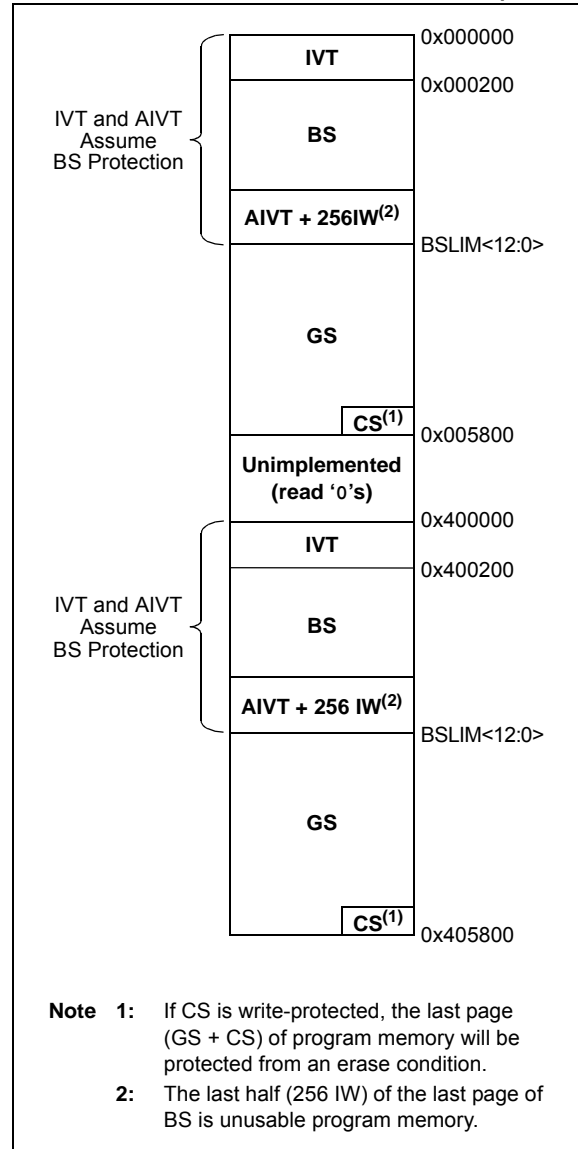 0x000000
IVT
0x000200
IVT and AIVT
Assume
BS Protection
BS
AIVT + 256IW(2)
BSLIM<12:0>
GS
CS(1)
0x005800
Unimplemented
(read ‘0’s)
0x400000
IVT
0x400200
IVT and AIVT
Assume
BS Protection
BS
AIVT + 256 IW(2)
BSLIM<12:0>
GS
CS(1)
0x405800
Note 1: If CS is write-protected, the last page
(GS + CS) of program memory will be
protected from an erase condition.
2: The last half (256 IW) of the last page of
BS is unusable program memory.